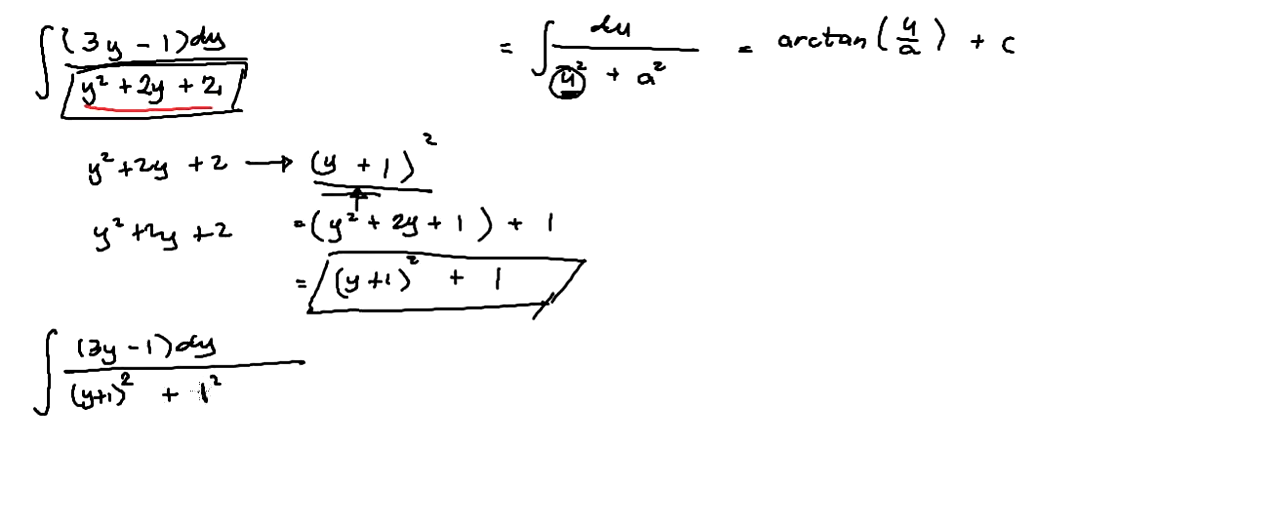 ∫ (3y - 1)dy / y² + 2y + 2
= ∫ du / u² + a² = arctan(u/a) + c
y² + 2y + 2 → (y + 1)²
y² + 2y + 2 = (y² + 2y + 1) + 1
= (y+1)² + 1
∫ (3y - 1)dy / (y+1)² + 1²